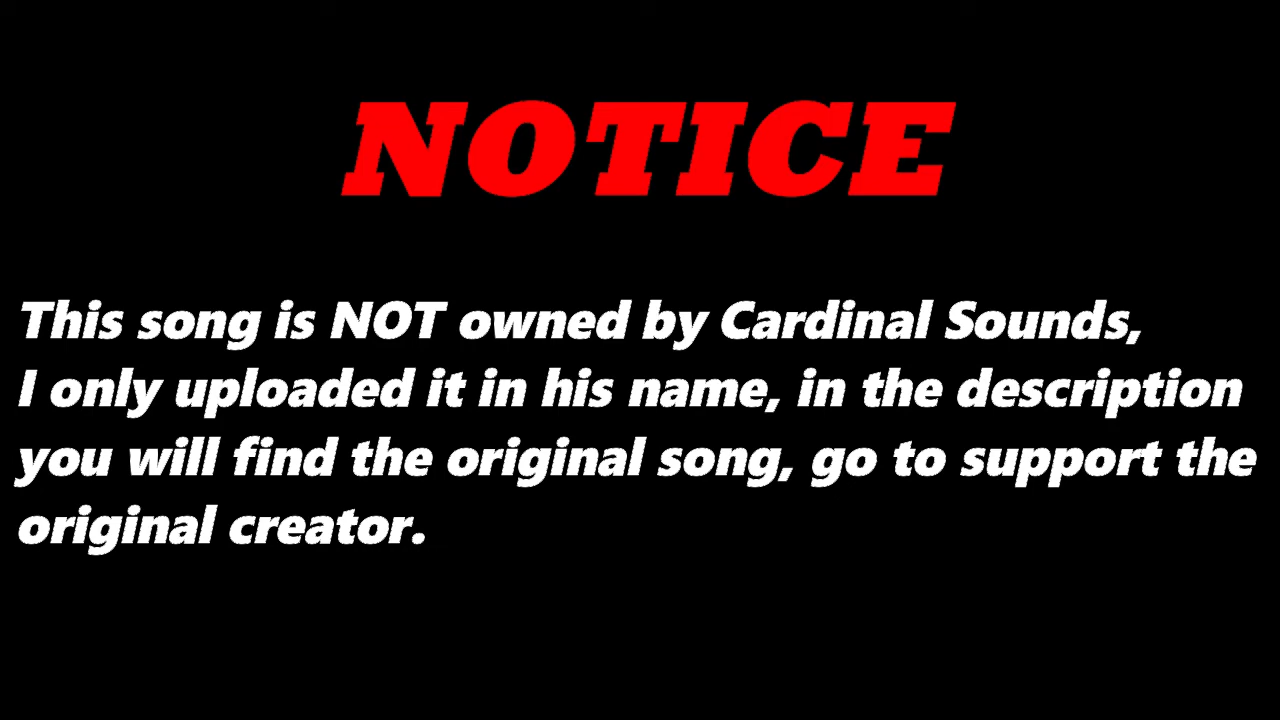 NOTICE
This song is NOT owned by Cardinal Sounds,
I only uploaded it in his name, in the description
you will find the original song, go to support the
original creator.